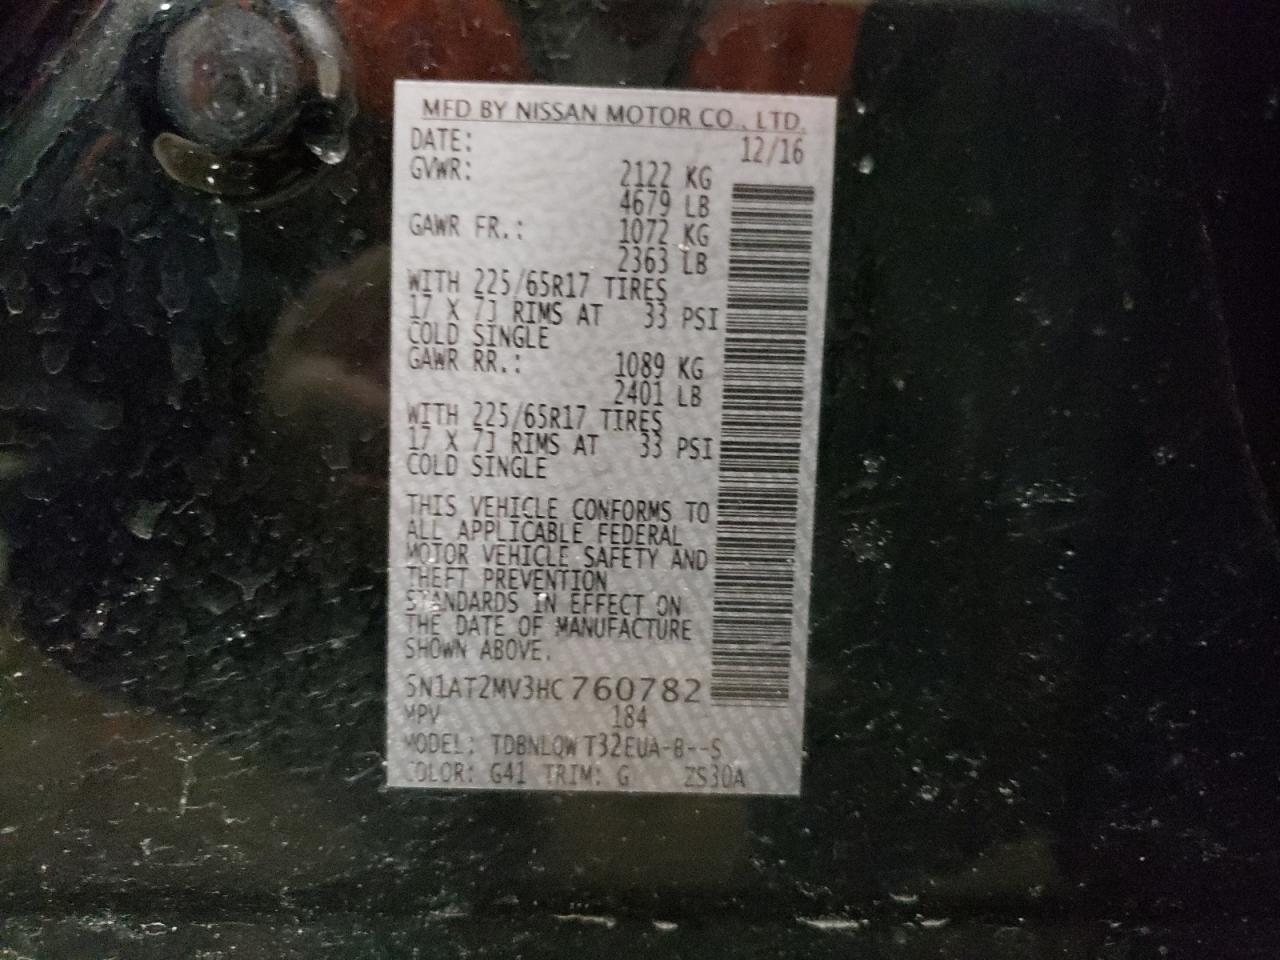 MFD BY NISSAN MOTOR CO., LTD.
DATE: 12/16
GVWR: 2122 KG
4679 LB
GAWR FR.: 1072 KG
2363 LB
WITH 225/65R17 TIRES
17 X 7J RIMS AT 33 PSI
COLD SINGLE
GAWR RR.: 1089 KG
2401 LB
WITH 225/65R17 TIRES
17 X 7J RIMS AT 33 PSI
COLD SINGLE
THIS VEHICLE CONFORMS TO
ALL APPLICABLE FEDERAL
MOTOR VEHICLE SAFETY AND
THEFT PREVENTION
STANDARDS IN EFFECT ON
THE DATE OF MANUFACTURE
SHOWN ABOVE.
5N1AT2MV3HC760782
MPV 184
MODEL: TDBNLQWT32EUA-B--S
COLOR: G41 TRIM: G ZS30A